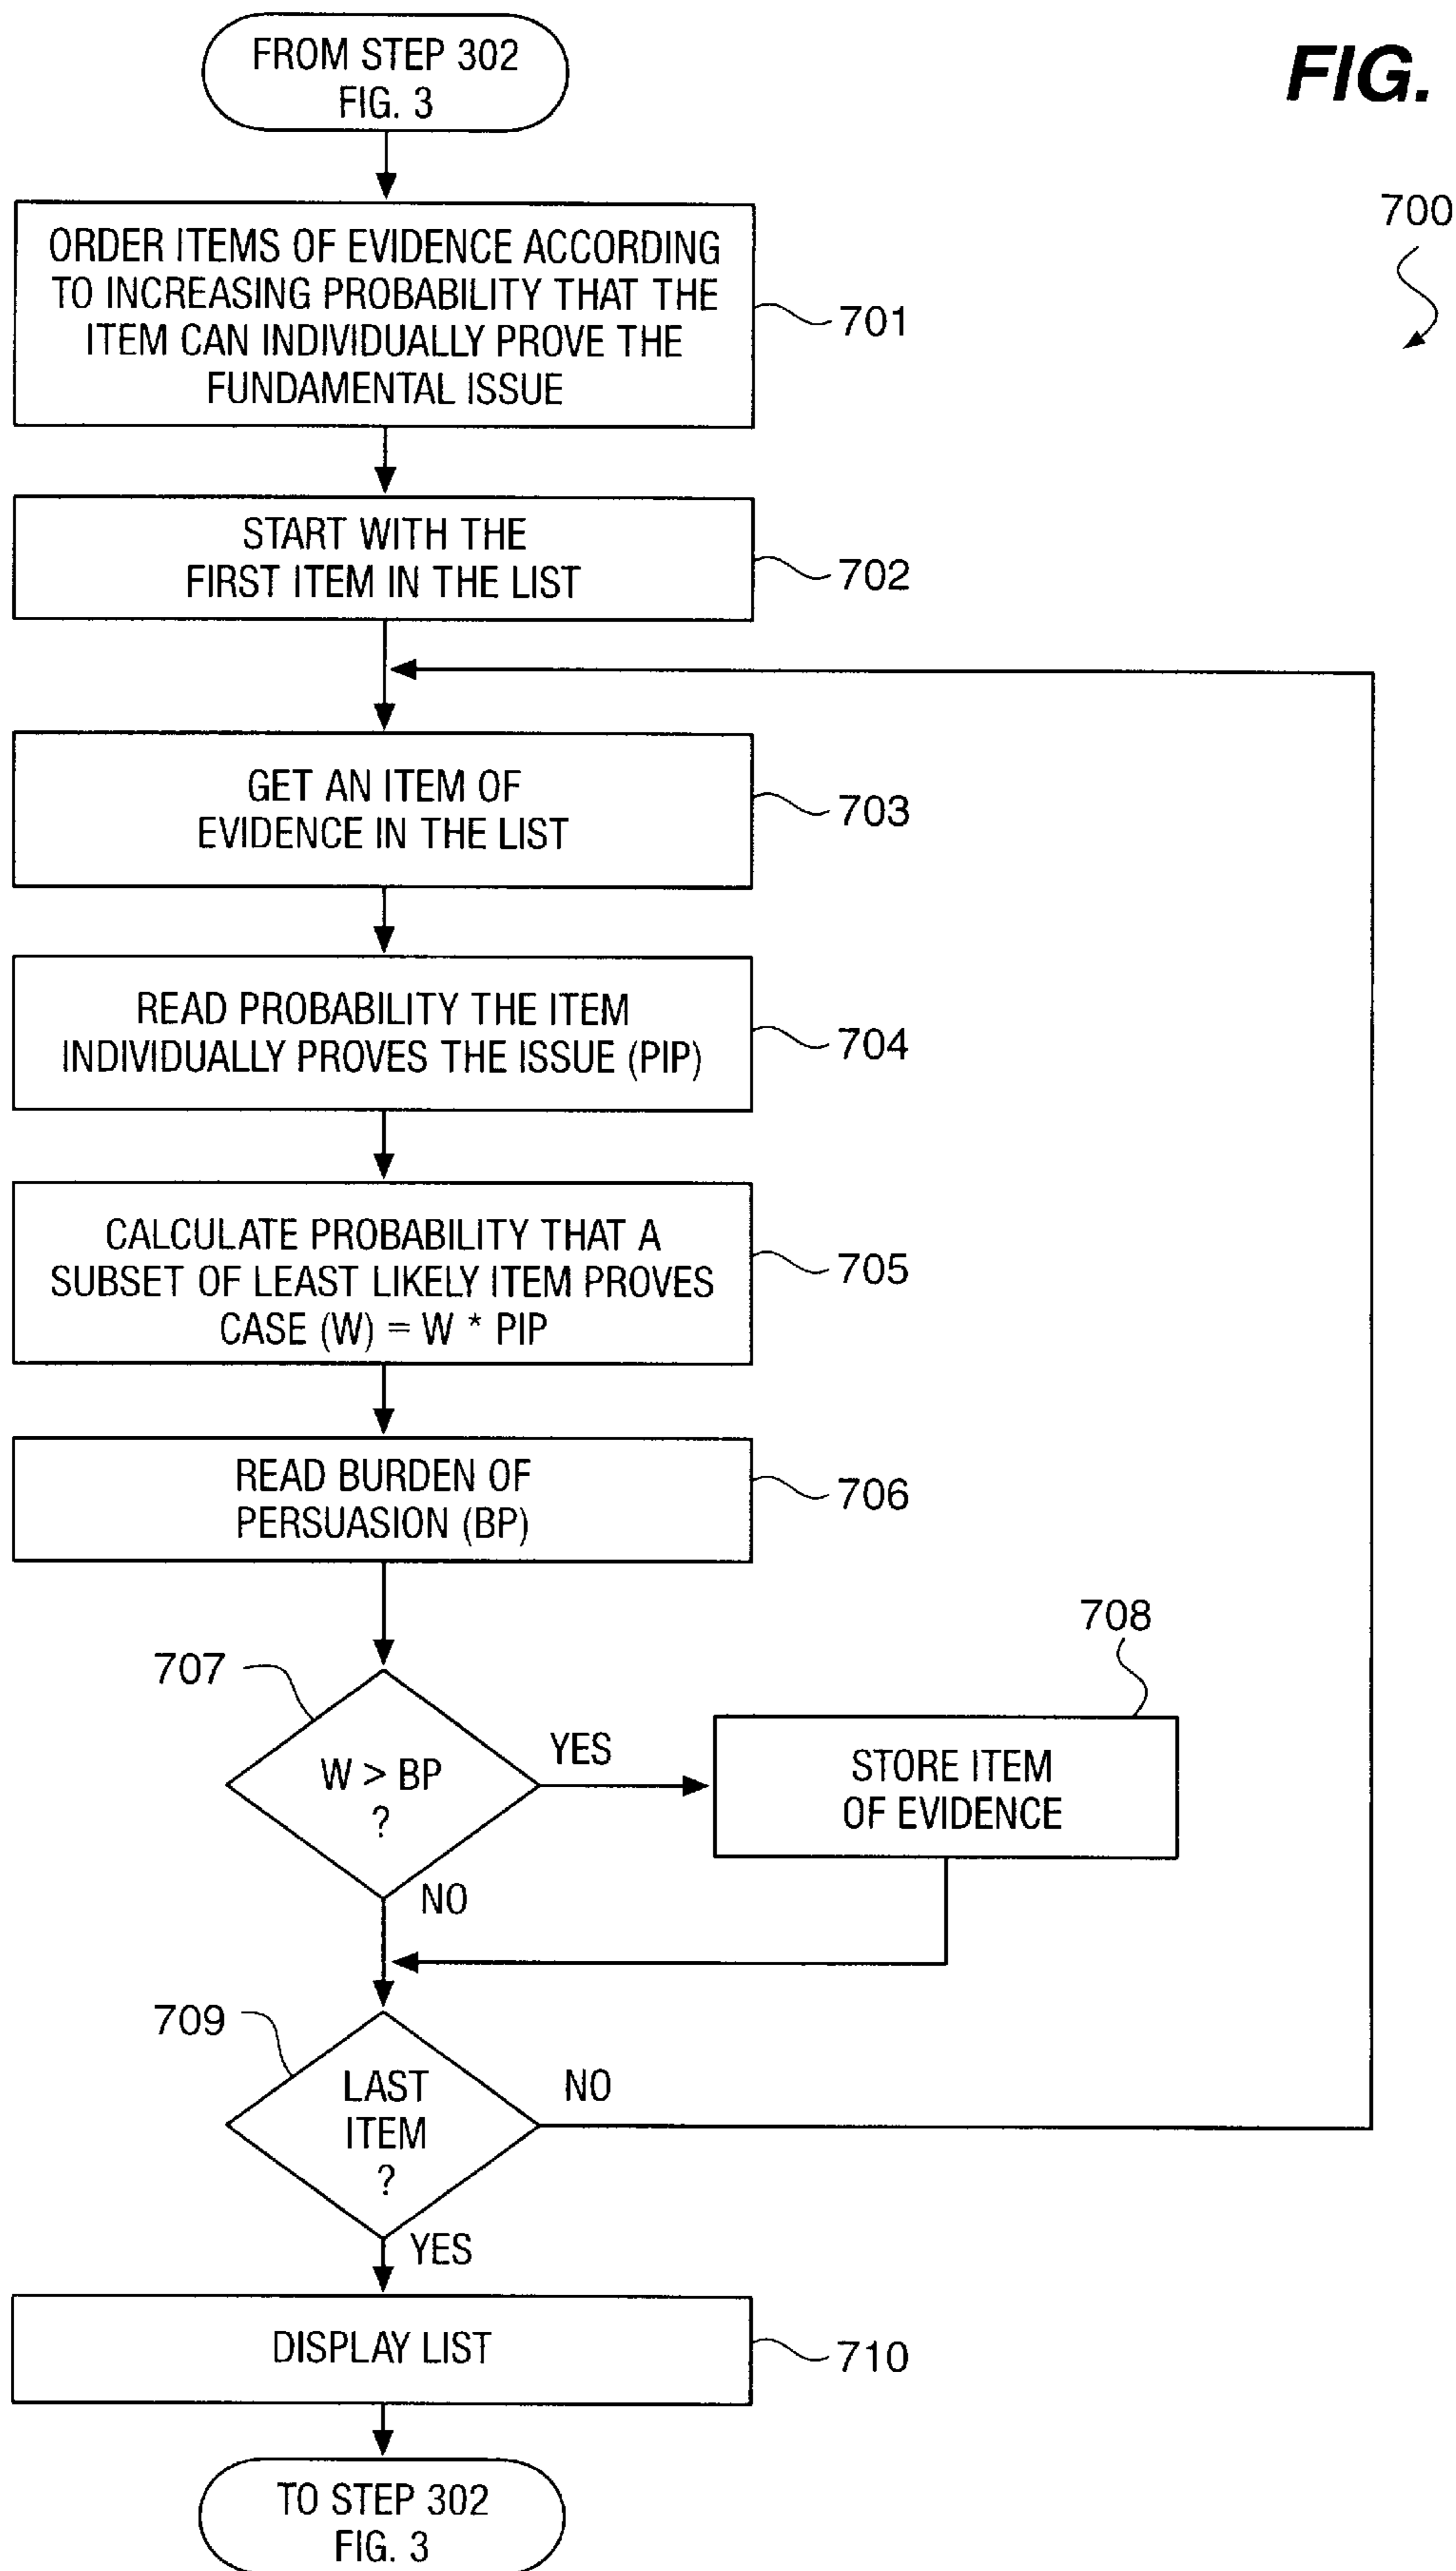 FROM STEP 302
FIG. 3
FIG.
700
ORDER ITEMS OF EVIDENCE ACCORDING
TO INCREASING PROBABILITY THAT THE
ITEM CAN INDIVIDUALLY PROVE THE
FUNDAMENTAL ISSUE
701
START WITH THE
FIRST ITEM IN THE LIST
702
GET AN ITEM OF
EVIDENCE IN THE LIST
703
READ PROBABILITY THE ITEM
INDIVIDUALLY PROVES THE ISSUE (PIP)
704
CALCULATE PROBABILITY THAT A
SUBSET OF LEAST LIKELY ITEM PROVES
CASE (W) = W * PIP
705
READ BURDEN OF
PERSUASION (BP)
706
707
W > BP
?
YES
NO
708
STORE ITEM
OF EVIDENCE
709
LAST
ITEM
?
NO
YES
DISPLAY LIST
710
TO STEP 302
FIG. 3